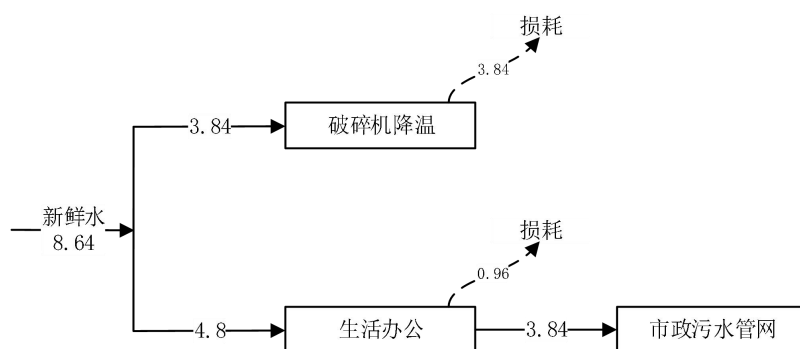 损耗
3.84
3.84
破碎机降温
新鲜水
8.64
损耗
0.96
4.8
生活办公
3.84
市政污水管网